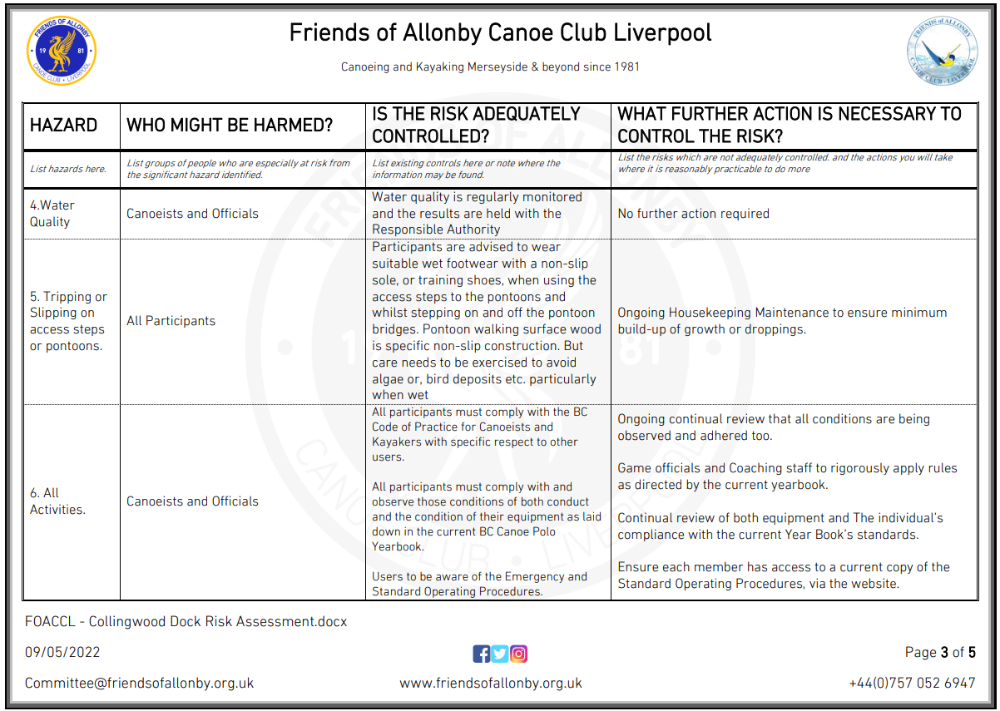 FRIENDS OF ALLONBY
19 81
CANOE CLUB • LIVERPOOL
Friends of Allonby Canoe Club Liverpool
Canoeing and Kayaking Merseyside & beyond since 1981
FRIENDS of ALLONBY
CANOE CLUB - LIVERPOOL
HAZARD
WHO MIGHT BE HARMED?
IS THE RISK ADEQUATELY
CONTROLLED?
WHAT FURTHER ACTION IS NECESSARY TO
CONTROL THE RISK?
List hazards here.
List groups of people who are especially at risk from
the significant hazard identified.
List existing controls here or note where the
information may be found.
List the risks which are not adequately controlled. and the actions you will take
where it is reasonably practicable to do more
4.Water
Quality
Canoeists and Officials
Water quality is regularly monitored
and the results are held with the
Responsible Authority
No further action required
5. Tripping or
Slipping on
access steps
or pontoons.
All Participants
Participants are advised to wear
suitable wet footwear with a non-slip
sole, or training shoes, when using the
access steps to the pontoons and
whilst stepping on and off the pontoon
bridges. Pontoon walking surface wood
is specific non-slip construction. But
care needs to be exercised to avoid
algae or, bird deposits etc. particularly
when wet
Ongoing Housekeeping Maintenance to ensure minimum
build-up of growth or droppings.
6. All
Activities.
Canoeists and Officials
All participants must comply with the BC
Code of Practice for Canoeists and
Kayakers with specific respect to other
users.
All participants must comply with and
observe those conditions of both conduct
and the condition of their equipment as laid
down in the current BC Canoe Polo
Yearbook.
Users to be aware of the Emergency and
Standard Operating Procedures.
Ongoing continual review that all conditions are being
observed and adhered too.
Game officials and Coaching staff to rigorously apply rules
as directed by the current yearbook.
Continual review of both equipment and The individual's
compliance with the current Year Book's standards.
Ensure each member has access to a current copy of the
Standard Operating Procedures, via the website.
FRIENDS OF ALLONBY
19 81
CANOE CLUB • LIVERPOOL
FOACCL - Collingwood Dock Risk Assessment.docx
09/05/2022
Page 3 of 5
Committee@friendsofallonby.org.uk
www.friendsofallonby.org.uk
+44(0)757 052 6947